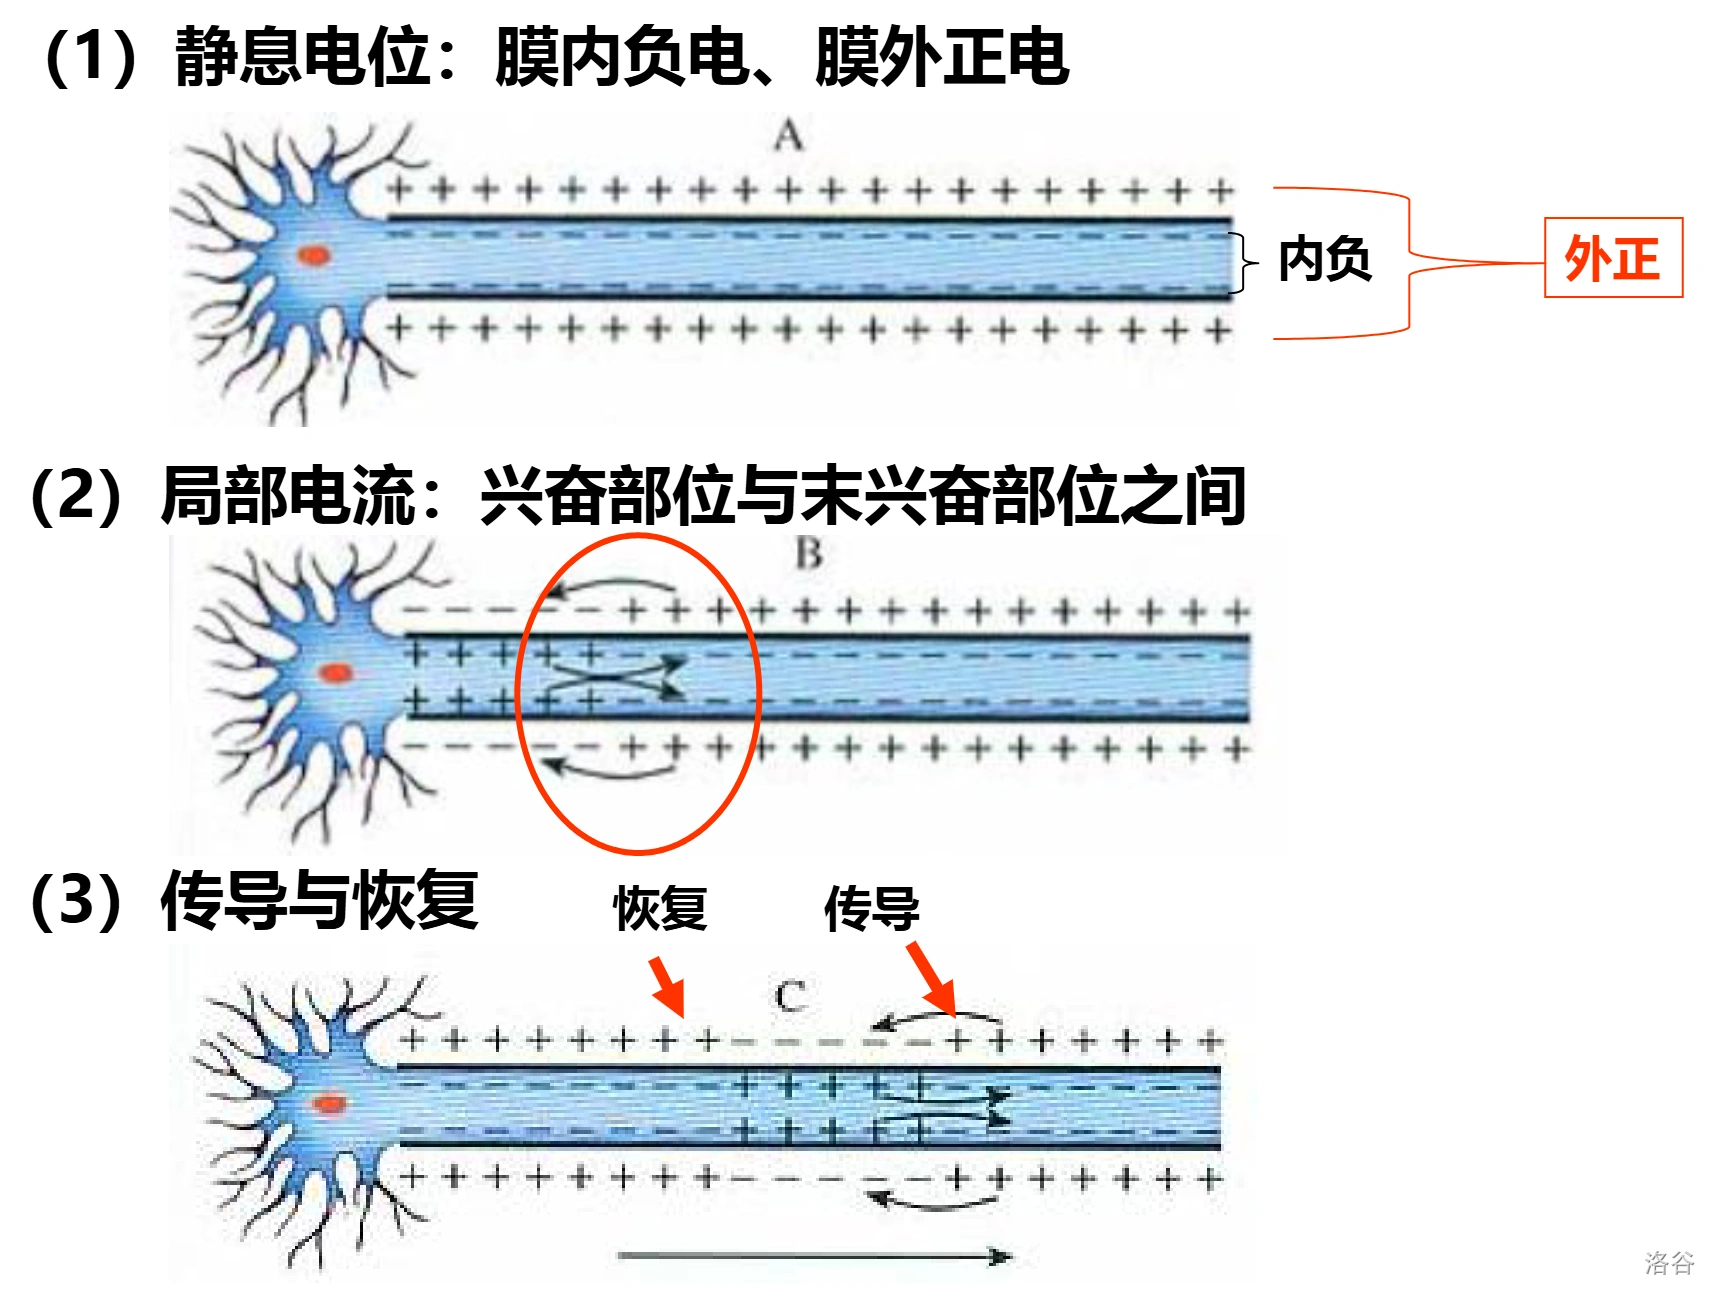 （1）静息电位：膜内负电、膜外正电
A
内负
外正
（2）局部电流：兴奋部位与末兴奋部位之间
B
（3）传导与恢复
恢复
传导
C
洛谷